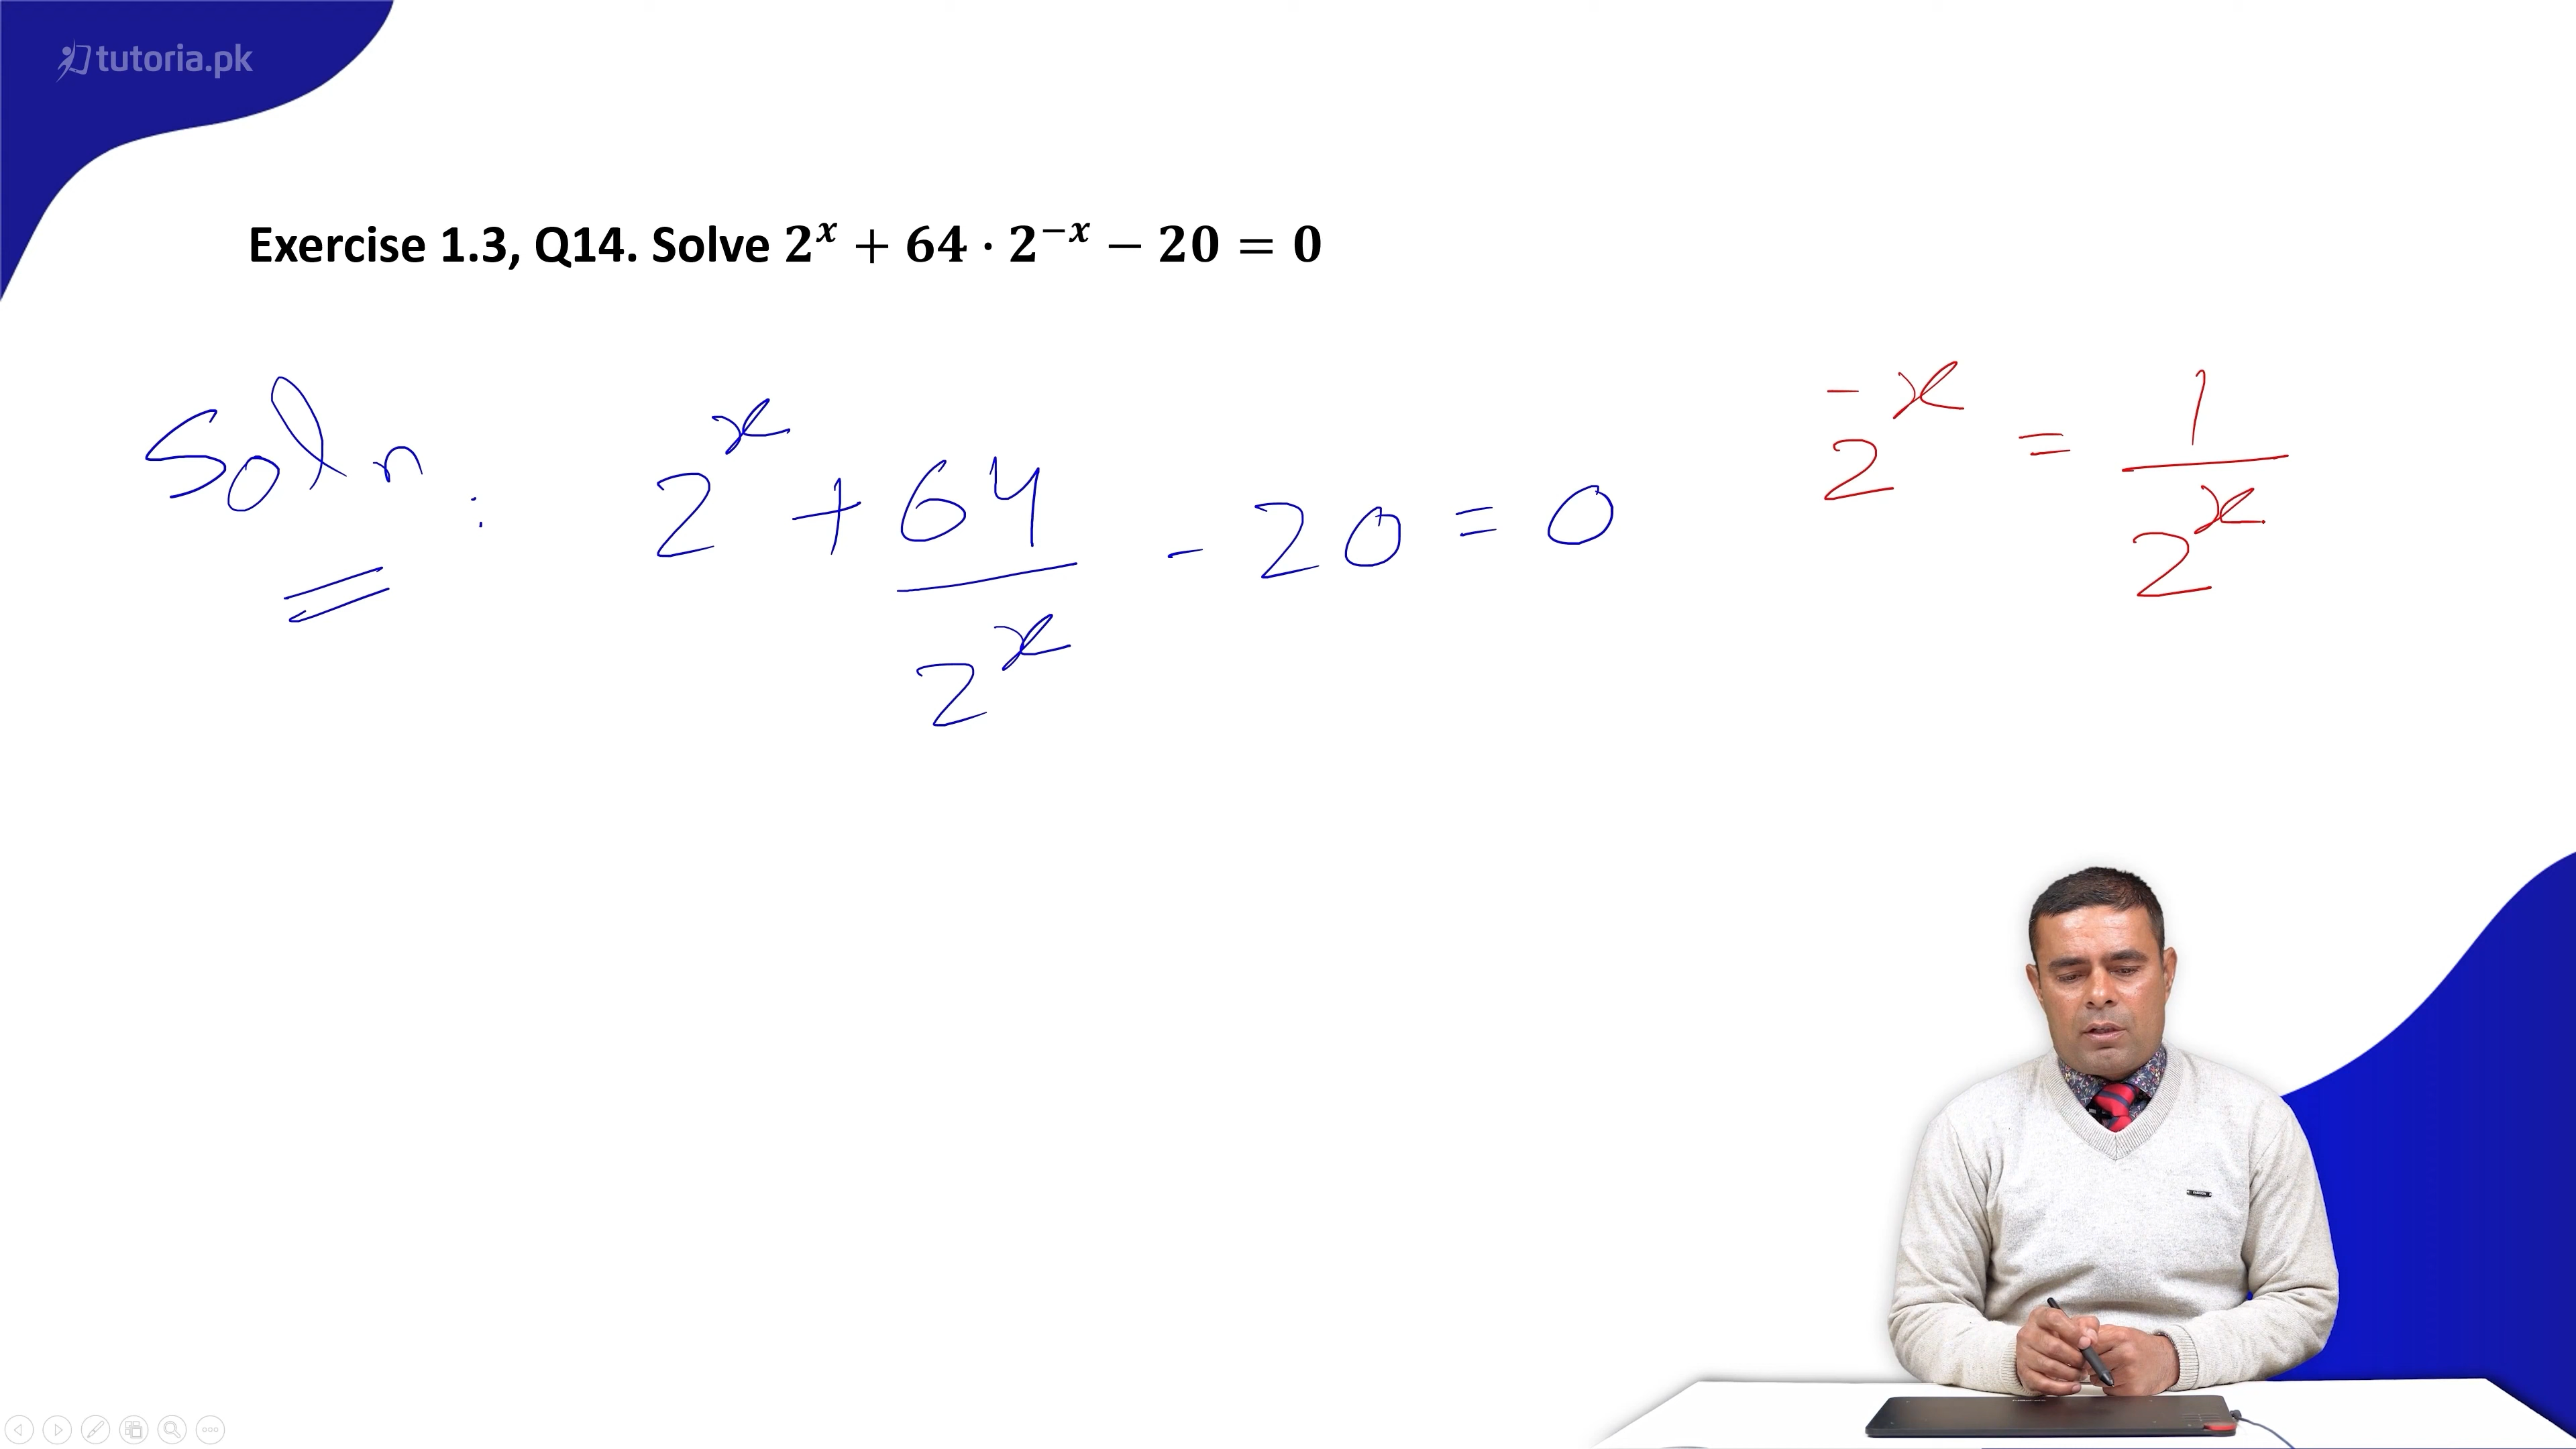 tutoria.pk
Exercise 1.3, Q14. Solve 2^x + 64 · 2^{-x} − 20 = 0
Soln : 2^x + 64/2^x - 20 = 0
2^{-x} = 1/2^x